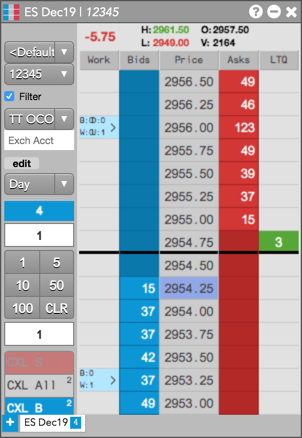 ES Dec19 | 12345
-5.75
H: 2961.50 O: 2957.50
L: 2949.00 V: 2164
<Default
12345
Filter
TT OCO
Exch Acct
edit
Day
4
1
1 5
10 50
100 CLR
1
CXL S
CXL All 2
CXL B 2
Work Bids Price Asks LTQ
2956.50 49
2956.25 46
W: :1 2956.00 123
2955.75 50
2955.50 39
2955.25 37
2955.00 15
2954.75 3
2954.50
15 2954.25
37 2954.00
37 2953.75
42 2953.50
B:0
W:1 37 2953.25
49 2953.00
+ ES Dec19 4